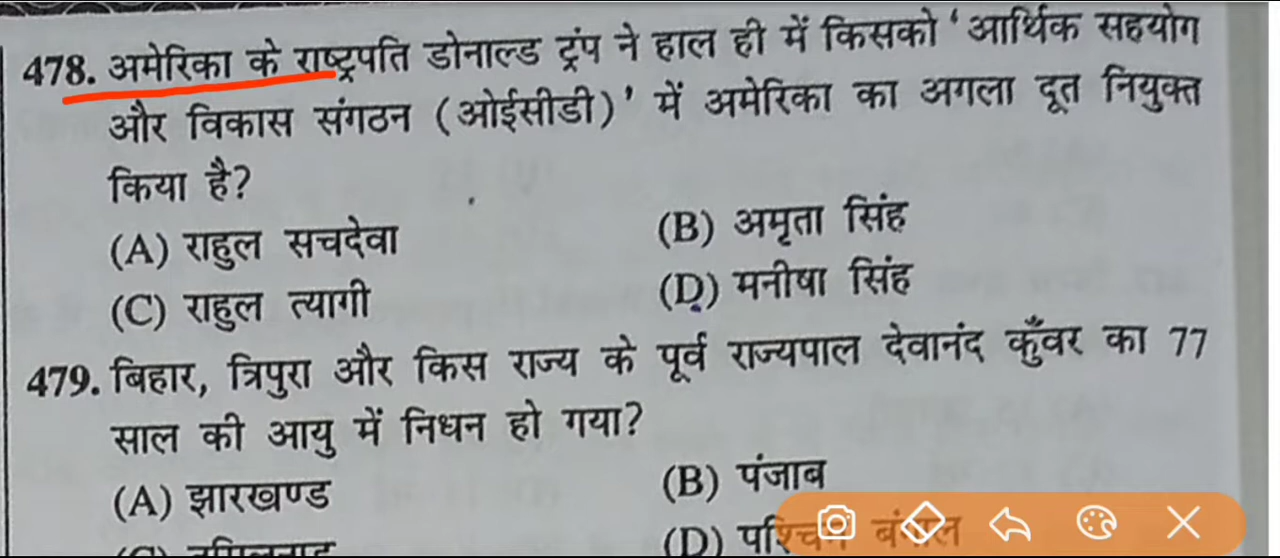 478. अमेरिका के राष्ट्रपति डोनाल्ड ट्रंप ने हाल ही में किसको ‘आर्थिक सहयोग
और विकास संगठन (ओईसीडी)’ में अमेरिका का अगला दूत नियुक्त
किया है?
(A) राहुल सचदेवा (B) अमृता सिंह
(C) राहुल त्यागी (D) मनीषा सिंह
479. बिहार, त्रिपुरा और किस राज्य के पूर्व राज्यपाल देवानंद कुँवर का 77
साल की आयु में निधन हो गया?
(A) झारखण्ड (B) पंजाब
(D)